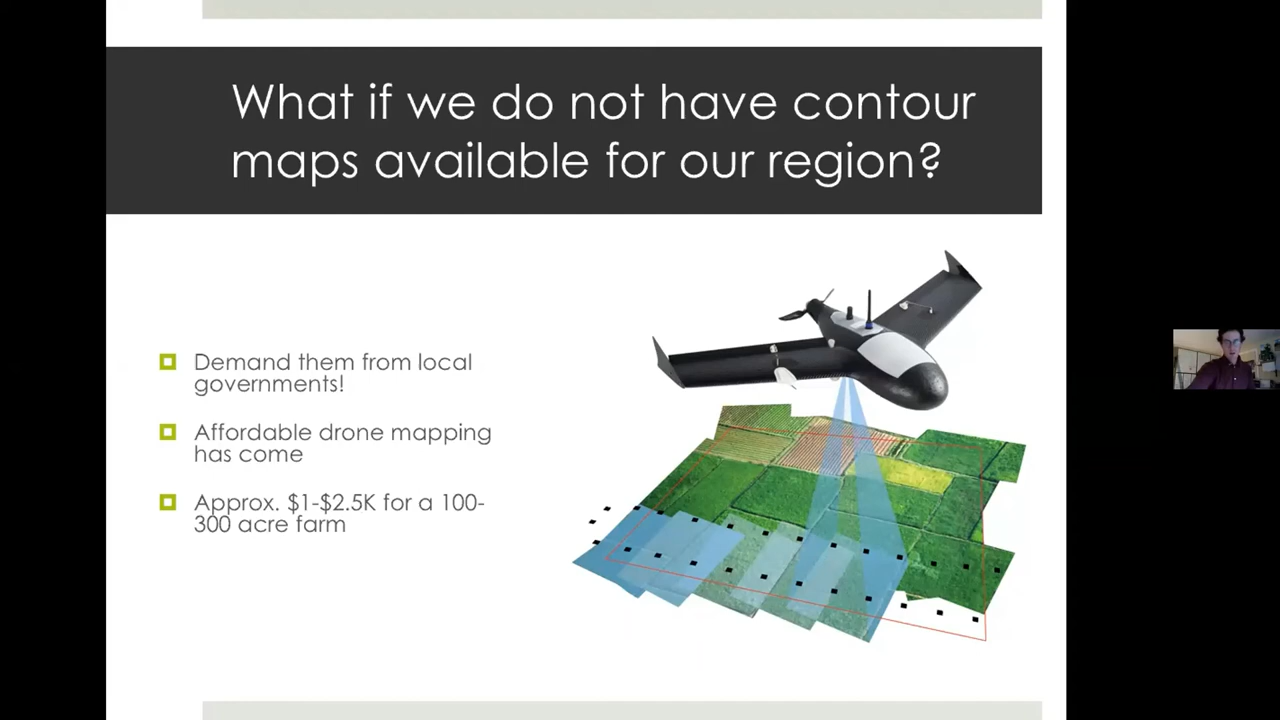 What if we do not have contour
maps available for our region?
Demand them from local
governments!
Affordable drone mapping
has come
Approx. $1-$2.5K for a 100-
300 acre farm